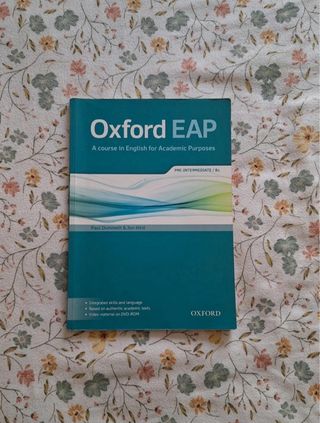 Oxford EAP
A course in English for Academic Purposes
PRE-INTERMEDIATE / B1
Paul Dummett & Jon Hird
• Integrated skills and language
• Based on authentic academic texts
• Video material on DVD-ROM
OXFORD